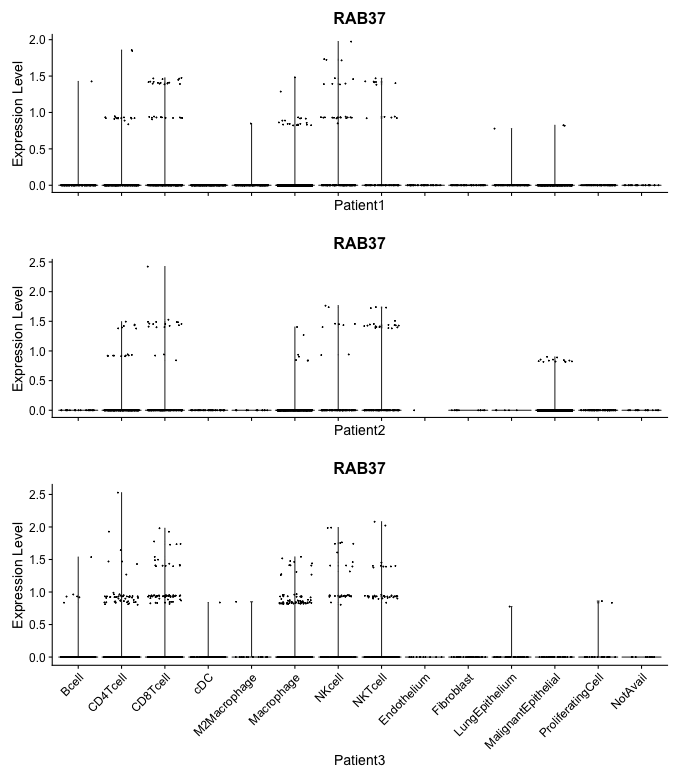 RAB37
Expression Level
2.0
1.5
1.0
0.5
0.0
Patient1
RAB37
Expression Level
2.5
2.0
1.5
1.0
0.5
0.0
Patient2
RAB37
Expression Level
2.5
2.0
1.5
1.0
0.5
0.0
Bcell
CD4Tcell
CD8Tcell
cDC
M2Macrophage
Macrophage
NKcell
NKTcell
Endothelium
Fibroblast
LungEpithelium
MalignantEpithelial
ProliferatingCell
NotAvail
Patient3